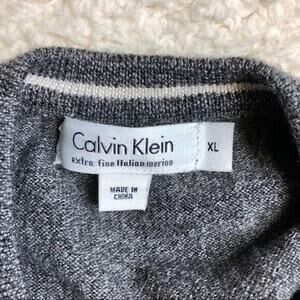 Calvin Klein
extra fine Italian merino
XL
MADE IN
CHINA